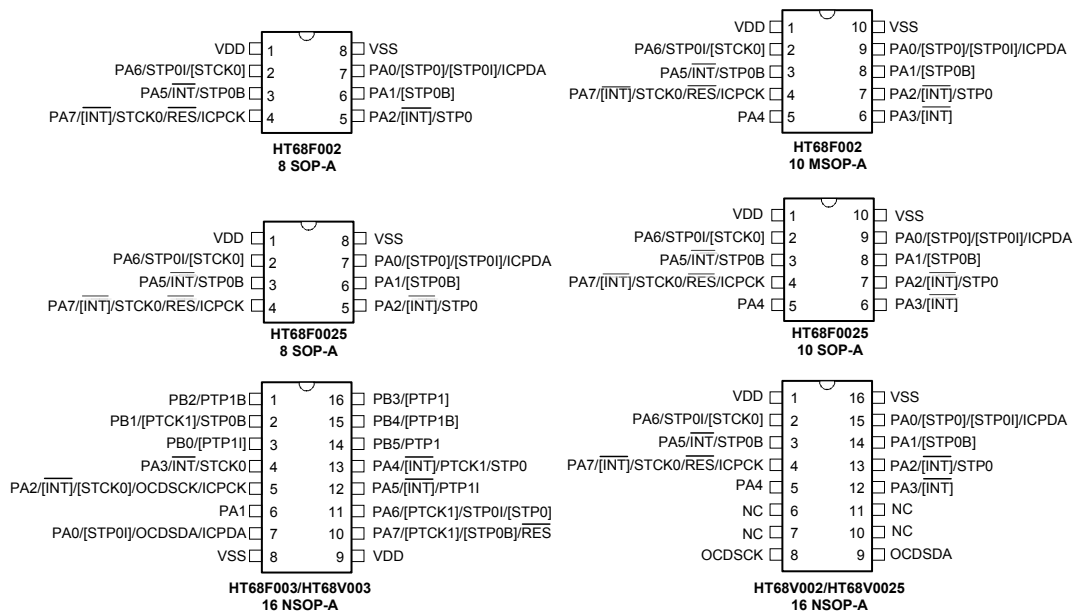 VDD 1 8 VSS
PA6/STP0I/[STCK0] 2 7 PA0/[STP0]/[STP0I]/ICPDA
PA5/INT/STP0B 3 6 PA1/[STP0B]
PA7/[INT]/STCK0/RES/ICPCK 4 5 PA2/[INT]/STP0
HT68F002
8 SOP-A
VDD 1 10 VSS
PA6/STP0I/[STCK0] 2 9 PA0/[STP0]/[STP0I]/ICPDA
PA5/INT/STP0B 3 8 PA1/[STP0B]
PA7/[INT]/STCK0/RES/ICPCK 4 7 PA2/[INT]/STP0
PA4 5 6 PA3/[INT]
HT68F002
10 MSOP-A
VDD 1 8 VSS
PA6/STP0I/[STCK0] 2 7 PA0/[STP0]/[STP0I]/ICPDA
PA5/INT/STP0B 3 6 PA1/[STP0B]
PA7/[INT]/STCK0/RES/ICPCK 4 5 PA2/[INT]/STP0
HT68F0025
8 SOP-A
VDD 1 10 VSS
PA6/STP0I/[STCK0] 2 9 PA0/[STP0]/[STP0I]/ICPDA
PA5/INT/STP0B 3 8 PA1/[STP0B]
PA7/[INT]/STCK0/RES/ICPCK 4 7 PA2/[INT]/STP0
PA4 5 6 PA3/[INT]
HT68F0025
10 SOP-A
PB2/PTP1B 1 16 PB3/[PTP1]
PB1/[PTCK1]/STP0B 2 15 PB4/[PTP1B]
PB0/[PTP1I] 3 14 PB5/PTP1
PA3/INT/STCK0 4 13 PA4/[INT]/PTCK1/STP0
PA2/[INT]/[STCK0]/OCDSCK/ICPCK 5 12 PA5/[INT]/PTP1I
PA1 6 11 PA6/[PTCK1]/STP0I/[STP0]
PA0/[STP0I]/OCDSDA/ICPDA 7 10 PA7/[PTCK1]/[STP0B]/RES
VSS 8 9 VDD
HT68F003/HT68V003
16 NSOP-A
VDD 1 16 VSS
PA6/STP0I/[STCK0] 2 15 PA0/[STP0]/[STP0I]/ICPDA
PA5/INT/STP0B 3 14 PA1/[STP0B]
PA7/[INT]/STCK0/RES/ICPCK 4 13 PA2/[INT]/STP0
PA4 5 12 PA3/[INT]
NC 6 11 NC
NC 7 10 NC
OCDSCK 8 9 OCDSDA
HT68V002/HT68V0025
16 NSOP-A